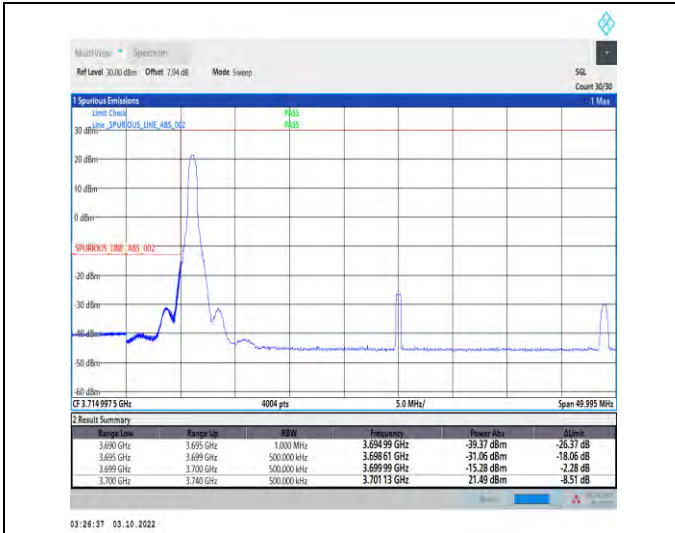 MultiView Spectrum
Ref Level 30.00 dBm Offset 7.94 dB Mode Sweep SGL
Count 30/30
1 Spurious Emissions 1 Max
Limit Check PASS
Line _SPURIOUS_LINE_ABS_002 PASS
30 dBm
20 dBm
10 dBm
0 dBm
_SPURIOUS_LINE_ABS_002
-20 dBm
-30 dBm
-40 dBm
-50 dBm
-60 dBm
CF 3.714 997 5 GHz 4004 pts 5.0 MHz/ Span 49.995 MHz
2 Result Summary
Range Low Range Up RBW Frequency Power Abs ΔLimit
3.690 GHz 3.695 GHz 1.000 MHz 3.694 99 GHz -39.37 dBm -26.37 dB
3.695 GHz 3.699 GHz 500.000 kHz 3.698 61 GHz -31.06 dBm -18.06 dB
3.699 GHz 3.700 GHz 500.000 kHz 3.699 99 GHz -15.28 dBm -2.28 dB
3.700 GHz 3.740 GHz 500.000 kHz 3.701 13 GHz 21.49 dBm -8.51 dB
03:26:37 03.10.2022